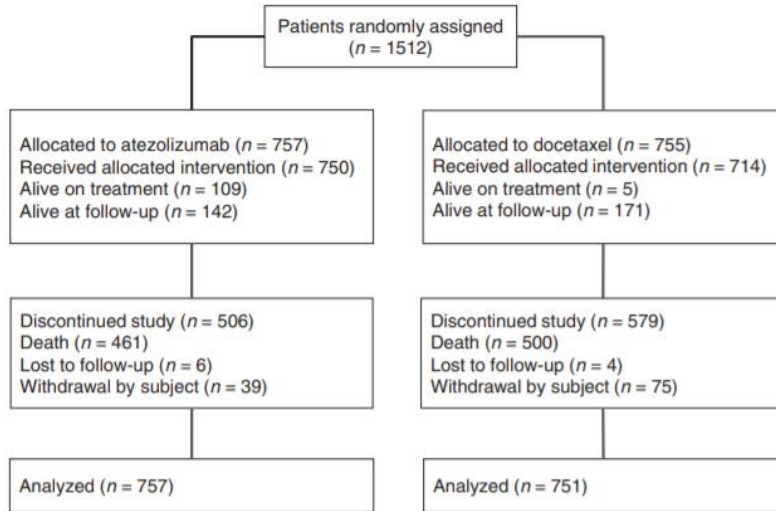 Patients randomly assigned
(n = 1512)
Allocated to atezolizumab (n = 757)
Received allocated intervention (n = 750)
Alive on treatment (n = 109)
Alive at follow-up (n = 142)
Allocated to docetaxel (n = 755)
Received allocated intervention (n = 714)
Alive on treatment (n = 5)
Alive at follow-up (n = 171)
Discontinued study (n = 506)
Death (n = 461)
Lost to follow-up (n = 6)
Withdrawal by subject (n = 39)
Discontinued study (n = 579)
Death (n = 500)
Lost to follow-up (n = 4)
Withdrawal by subject (n = 75)
Analyzed (n = 757)
Analyzed (n = 751)